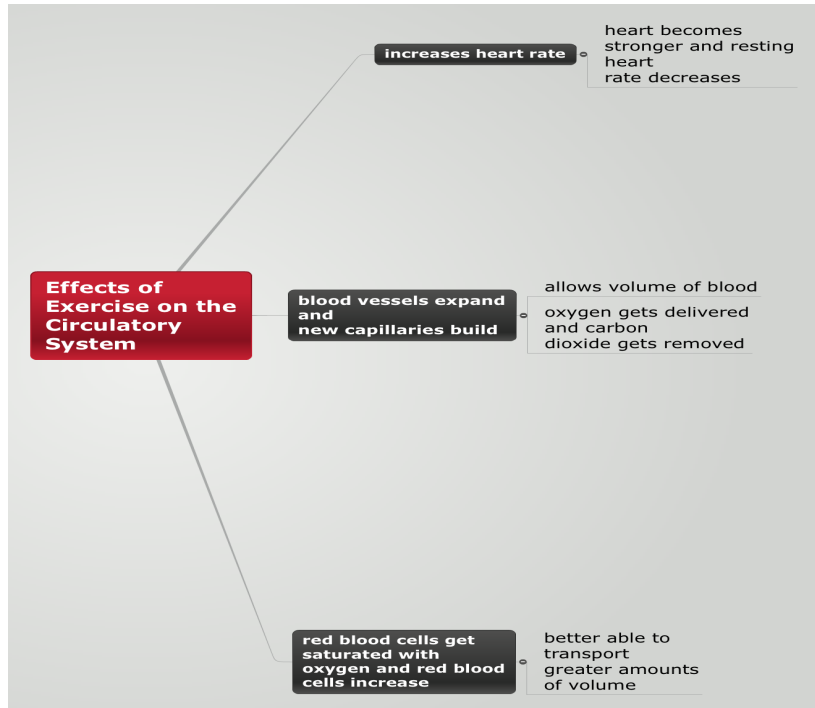 Effects of
Exercise on the
Circulatory
System
increases heart rate
heart becomes
stronger and resting
heart
rate decreases
blood vessels expand
and
new capillaries build
allows volume of blood
oxygen gets delivered
and carbon
dioxide gets removed
red blood cells get
saturated with
oxygen and red blood
cells increase
better able to
transport
greater amounts
of volume